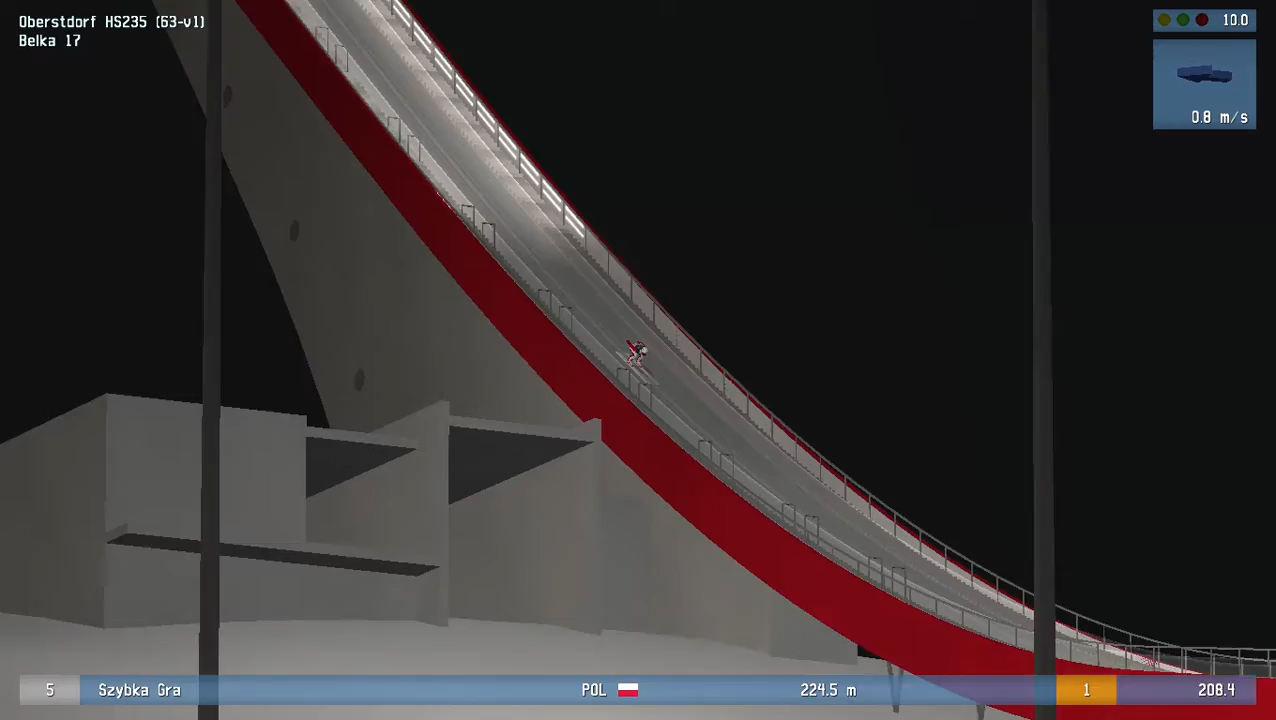 Oberstdorf HS235 (63-v1)
Belka 17
10.0
0.8 m/s
5 Szybka Gra POL 224.5 m 1 208.4